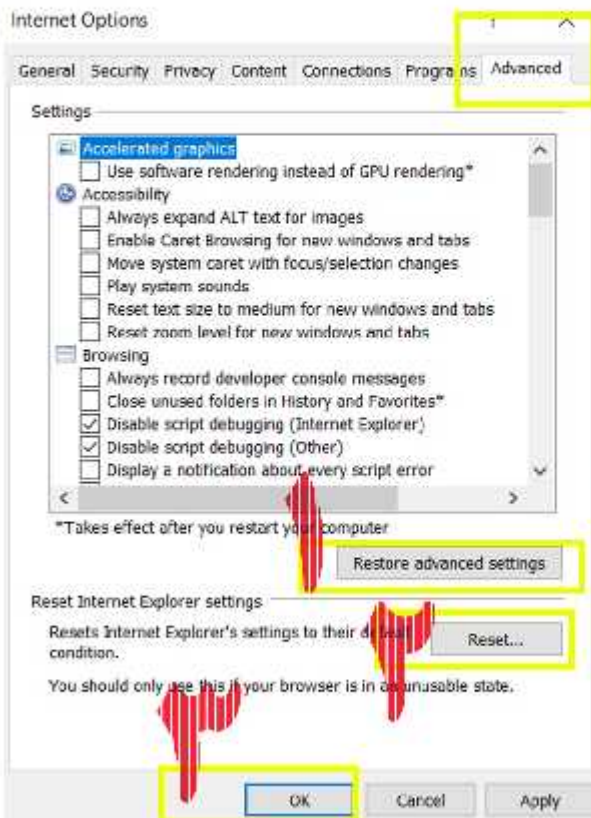 Internet Options
General Security Privacy Content Connections Programs Advanced
Settings
Accelerated graphics
Use software rendering instead of GPU rendering*
Accessibility
Always expand ALT text for images
Enable Caret Browsing for new windows and tabs
Move system caret with focus/selection changes
Play system sounds
Reset text size to medium for new windows and tabs
Reset zoom level for new windows and tabs
Browsing
Always record developer console messages
Close unused folders in History and Favorites*
Disable script debugging (Internet Explorer)
Disable script debugging (Other)
Display a notification about every script error
*Takes effect after you restart your computer
Restore advanced settings
Reset Internet Explorer settings
Resets Internet Explorer's settings to their default
condition.
Reset...
You should only use this if your browser is in an unusable state.
OK Cancel Apply